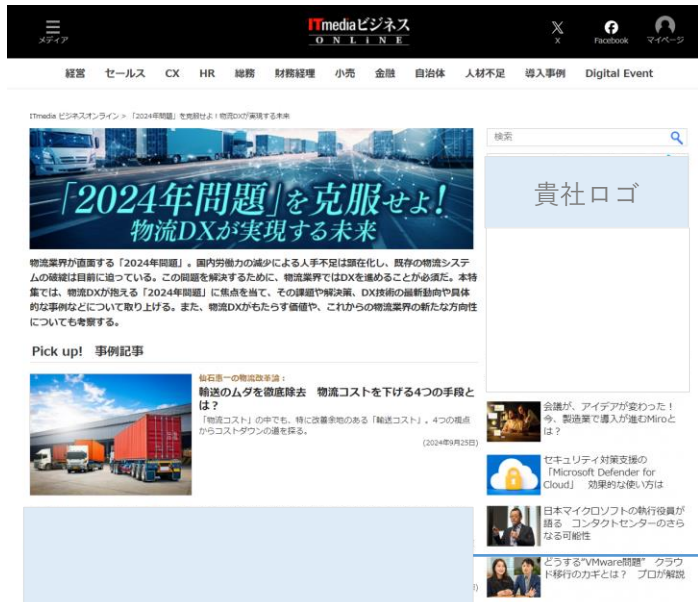 メディア
ITmediaビジネス
ONLINE
X
Facebook
マイページ
経営 セールス CX HR 総務 財務経理 小売 金融 自治体 人材不足 導入事例 Digital Event
ITmedia ビジネスオンライン > 「2024年問題」を克服せよ！物流DXが実現する未来
検索
「2024年問題」を克服せよ！
物流DXが実現する未来
貴社ロゴ
物流業界が直面する「2024年問題」。国内労働力の減少による人手不足は顕在化し、既存の物流システ
ムの破綻は目前に迫っている。この問題を解決するために、物流業界ではDXを進めることが必須だ。本特
集では、物流DXが抱える「2024年問題」に焦点を当て、その課題や解決策、DX技術の最新動向や具体
的な事例などについて取り上げる。また、物流DXがもたらす価値や、これからの物流業界の新たな方向性
についても考察する。
Pick up! 事例記事
仙石惠一の物流改革論：
輸送のムダを徹底除去 物流コストを下げる4つの手段と
は？
「物流コスト」の中でも、特に改善余地のある「輸送コスト」。4つの視点
からコストダウンの道を探る。
(2024年9月25日)
会議が、アイデアが変わった！
今、製造業で導入が進むMiroと
は？
セキュリティ対策支援の
「Microsoft Defender for
Cloud」 効果的な使い方は
日本マイクロソフトの執行役員が
語る コンタクトセンターのさら
なる可能性
どうする“VMware問題” クラウ
ド移行のカギとは？ プロが解説